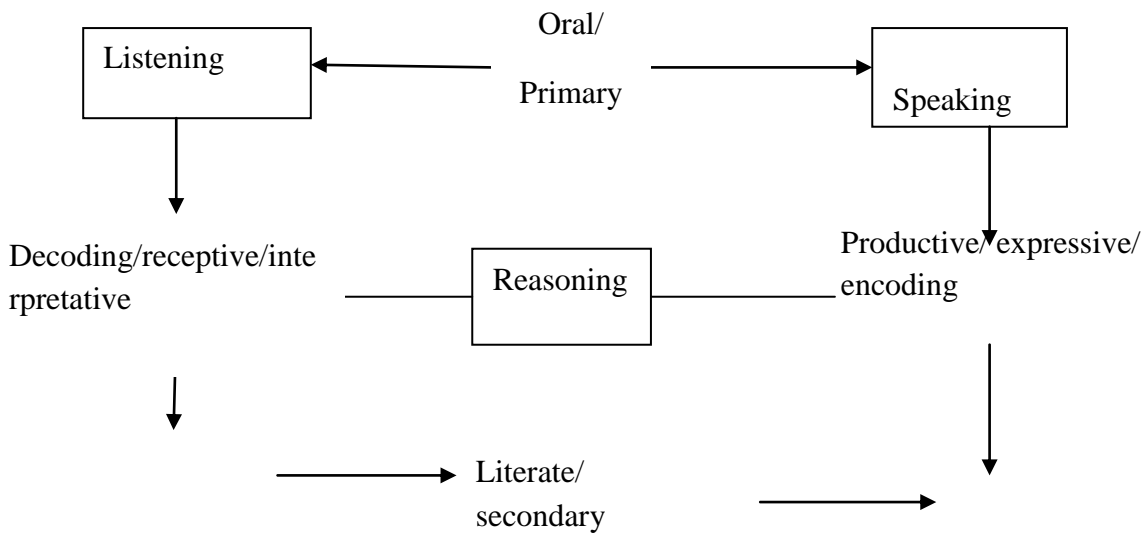 Oral/
Listening
Primary
Speaking
Decoding/receptive/inte
rpretative
Reasoning
Productive/ expressive/
encoding
Literate/
secondary